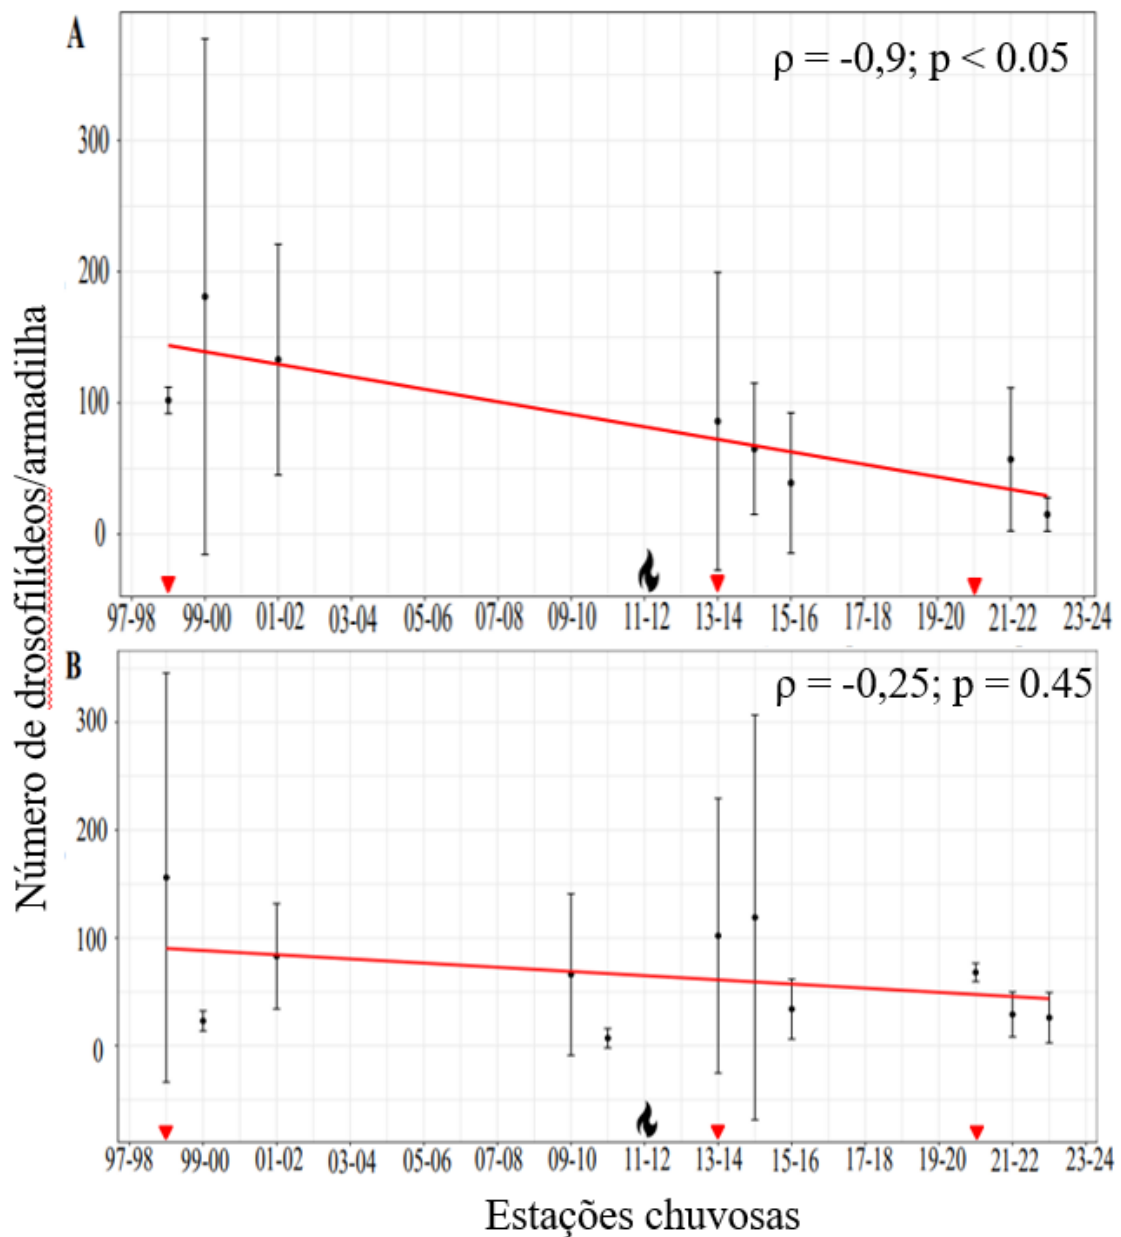 A
ρ = -0,9; p < 0.05
300
200
100
0
97-98 99-00 01-02 03-04 05-06 07-08 09-10 11-12 13-14 15-16 17-18 19-20 21-22 23-24
Número de drosofilídeos/armadilha
B
ρ = -0,25; p = 0.45
300
200
100
0
97-98 99-00 01-02 03-04 05-06 07-08 09-10 11-12 13-14 15-16 17-18 19-20 21-22 23-24
Estações chuvosas